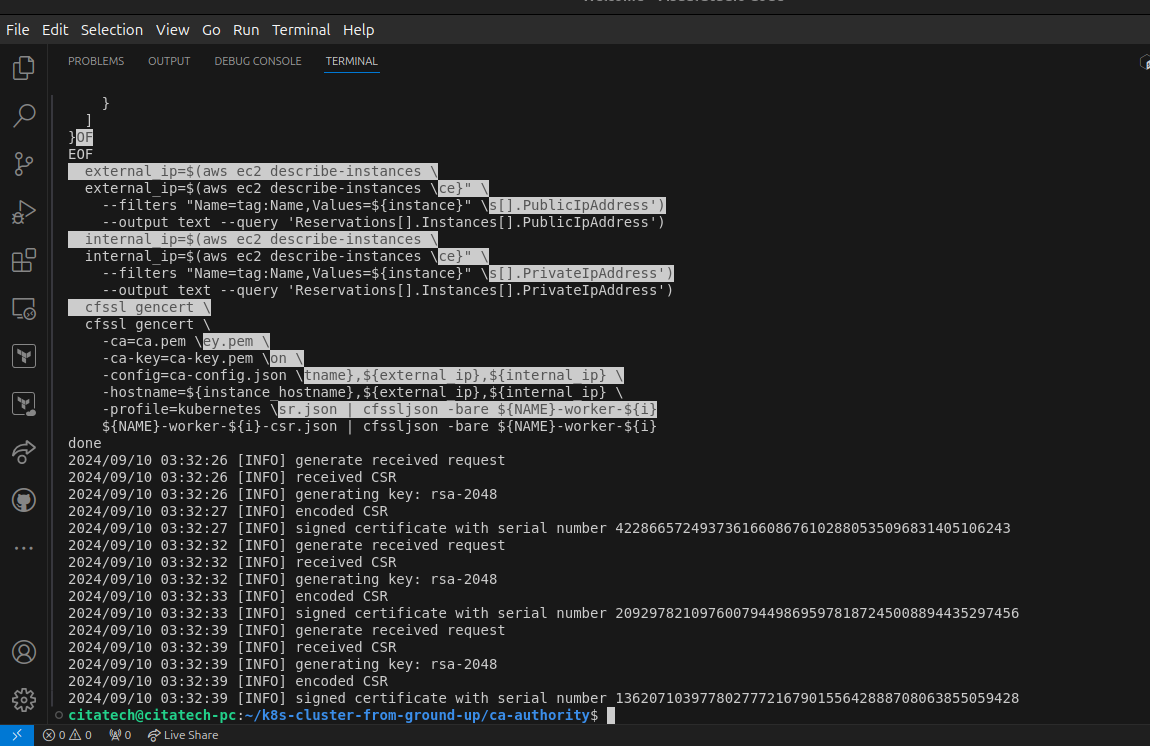 File Edit Selection View Go Run Terminal Help
PROBLEMS OUTPUT DEBUG CONSOLE TERMINAL
}
]
}OF
EOF
external_ip=$(aws ec2 describe-instances \
external_ip=$(aws ec2 describe-instances \ce}" \
--filters "Name=tag:Name,Values=${instance}" \s[].PublicIpAddress')
--output text --query 'Reservations[].Instances[].PublicIpAddress')
internal_ip=$(aws ec2 describe-instances \
internal_ip=$(aws ec2 describe-instances \ce}" \
--filters "Name=tag:Name,Values=${instance}" \s[].PrivateIpAddress')
--output text --query 'Reservations[].Instances[].PrivateIpAddress')
cfssl gencert \
cfssl gencert \
-ca=ca.pem \ey.pem \
-ca-key=ca-key.pem \on \
-config=ca-config.json \tname},${external_ip},${internal_ip} \
-hostname=${instance_hostname},${external_ip},${internal_ip} \
-profile=kubernetes \sr.json | cfssljson -bare ${NAME}-worker-${i}
${NAME}-worker-${i}-csr.json | cfssljson -bare ${NAME}-worker-${i}
done
2024/09/10 03:32:26 [INFO] generate received request
2024/09/10 03:32:26 [INFO] received CSR
2024/09/10 03:32:26 [INFO] generating key: rsa-2048
2024/09/10 03:32:27 [INFO] encoded CSR
2024/09/10 03:32:27 [INFO] signed certificate with serial number 422866572493736166086761028805350968314051062​43
2024/09/10 03:32:32 [INFO] generate received request
2024/09/10 03:32:32 [INFO] received CSR
2024/09/10 03:32:32 [INFO] generating key: rsa-2048
2024/09/10 03:32:33 [INFO] encoded CSR
2024/09/10 03:32:33 [INFO] signed certificate with serial number 209297821097600794498695978187245008894435297456
2024/09/10 03:32:39 [INFO] generate received request
2024/09/10 03:32:39 [INFO] received CSR
2024/09/10 03:32:39 [INFO] generating key: rsa-2048
2024/09/10 03:32:39 [INFO] encoded CSR
2024/09/10 03:32:39 [INFO] signed certificate with serial number 136207103977802777216790155642888708063855059428
citatech@citatech-pc:~/k8s-cluster-from-ground-up/ca-authority$
0 0 0 Live Share